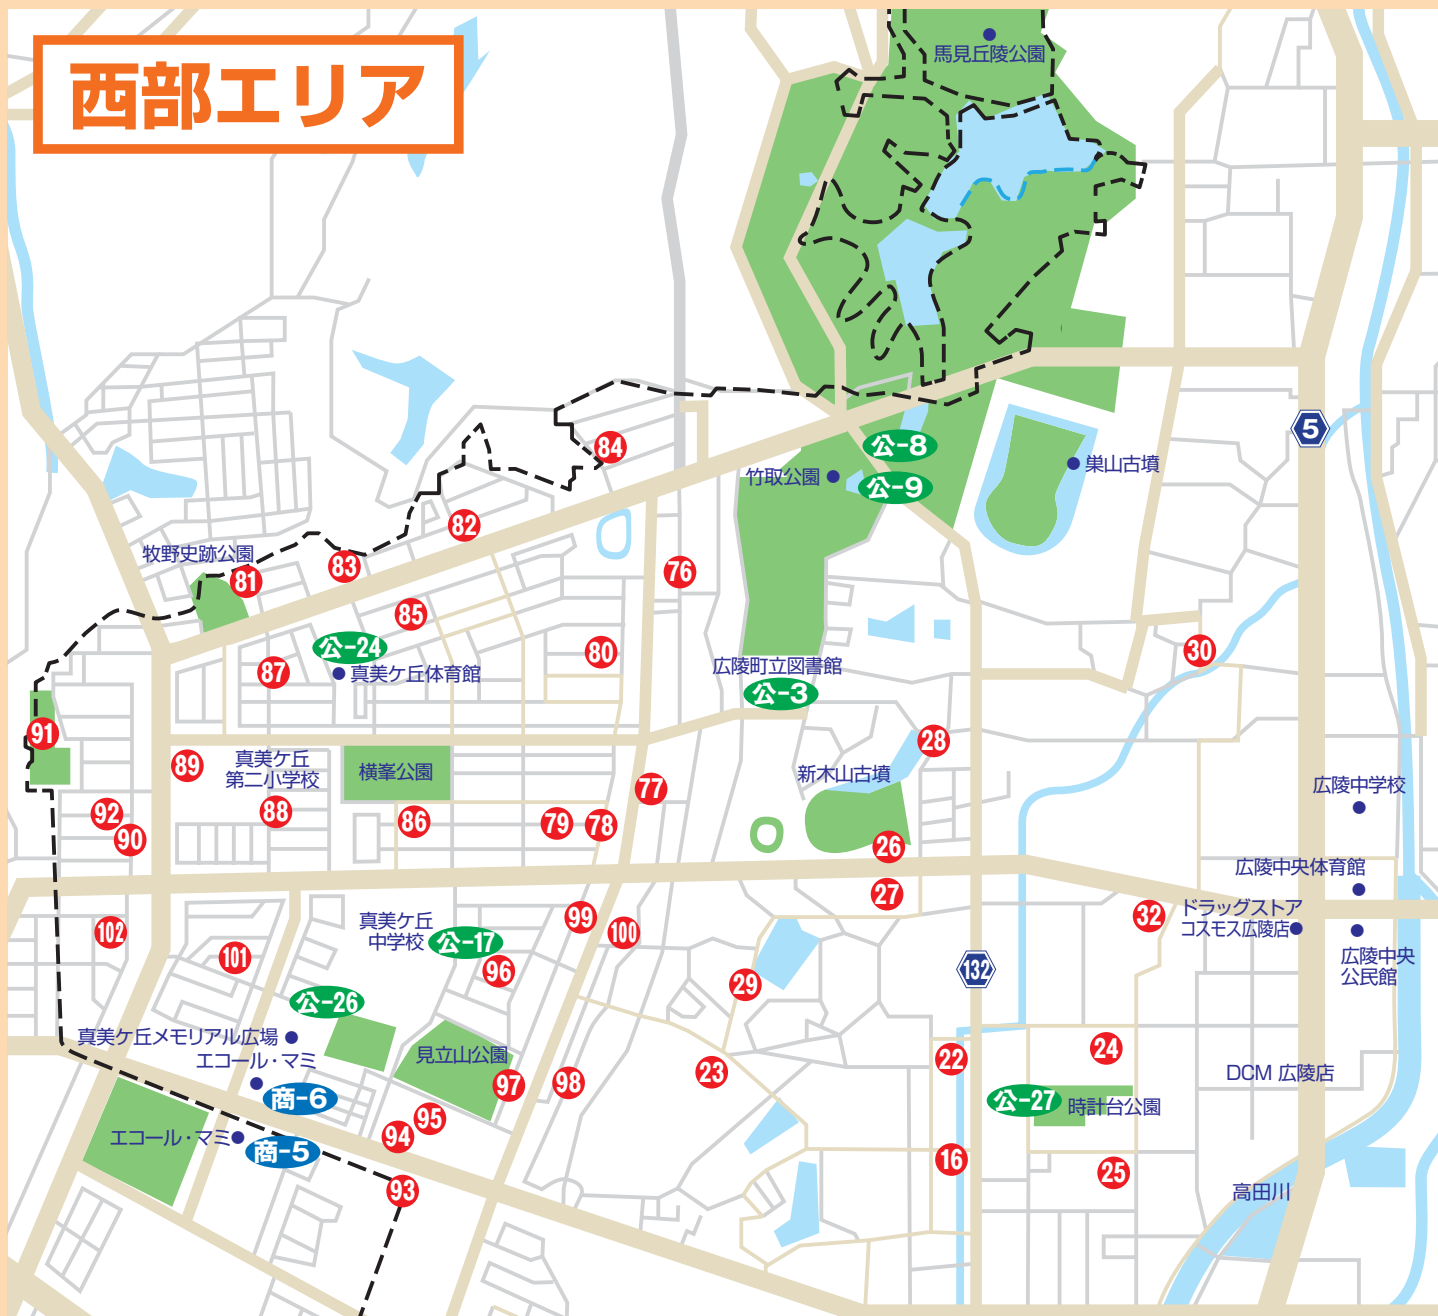 西部エリア
馬見丘陵公園
5
84
公-8
竹取公園
巣山古墳
公-9
82
牧野史跡公園
83
81
76
85
公-24
80
30
87
真美ケ丘体育館
広陵町立図書館
公-3
91
28
89
真美ケ丘
第二小学校
横峯公園
新木山古墳
77
広陵中学校
92
88
86
79
78
90
26
広陵中央体育館
27
ドラッグストア
コスモス広陵店
32
99
真美ケ丘
中学校
102
100
公-17
広陵中央
公民館
101
96
132
29
公-26
真美ケ丘メモリアル広場
24
エコール・マミ
見立山公園
22
23
DCM 広陵店
98
97
商-6
公-27
時計台公園
95
エコール・マミ
94
商-5
16
25
93
高田川